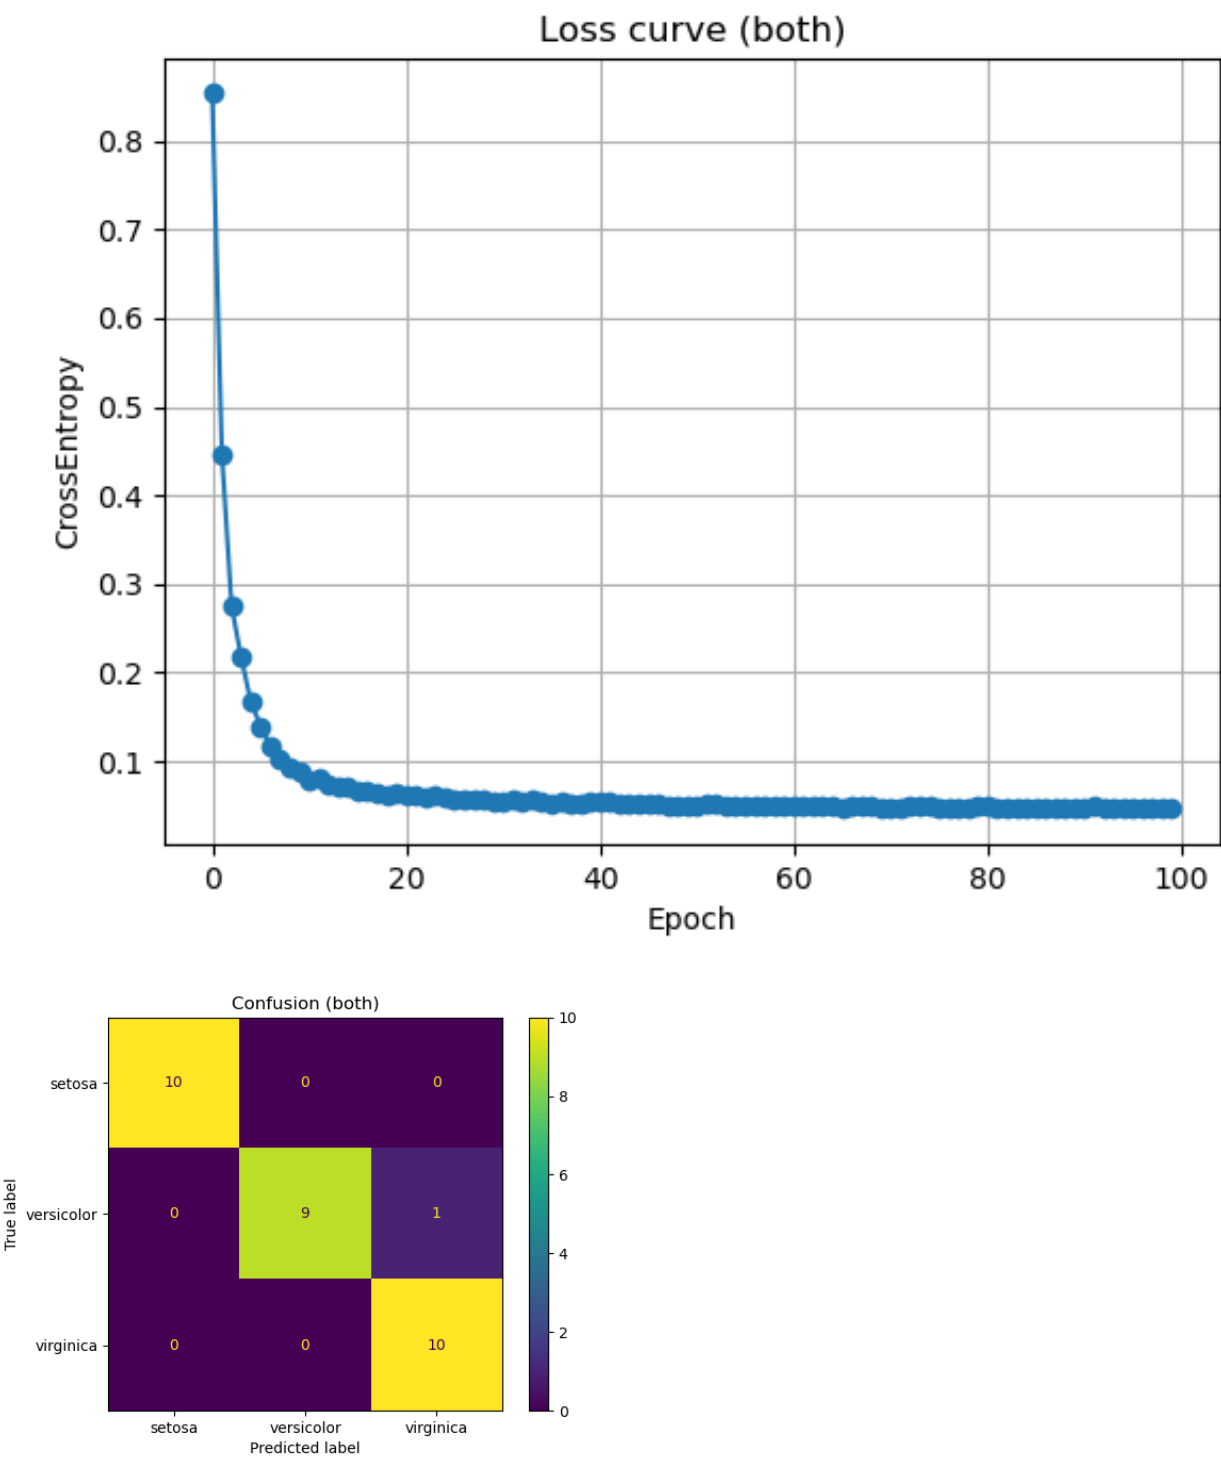 Loss curve (both)
0.8
0.7
0.6
0.5
0.4
0.3
0.2
0.1
CrossEntropy
0 20 40 60 80 100
Epoch
Confusion (both)
True label
setosa 10 0 0
versicolor 0 9 1
virginica 0 0 10
setosa versicolor virginica
Predicted label
10
8
6
4
2
0